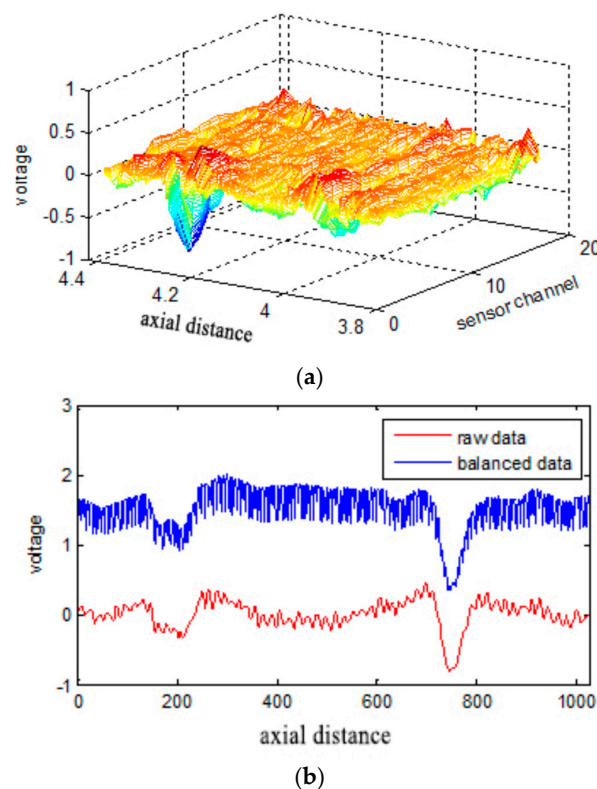 1
0.5
0
-0.5
-1
voltage
4.4
4.2
4
3.8
axial distance
0
10
20
sensor channel
(a)
3
2
1
0
-1
voltage
raw data
balanced data
0 200 400 600 800 1000
axial distance
(b)